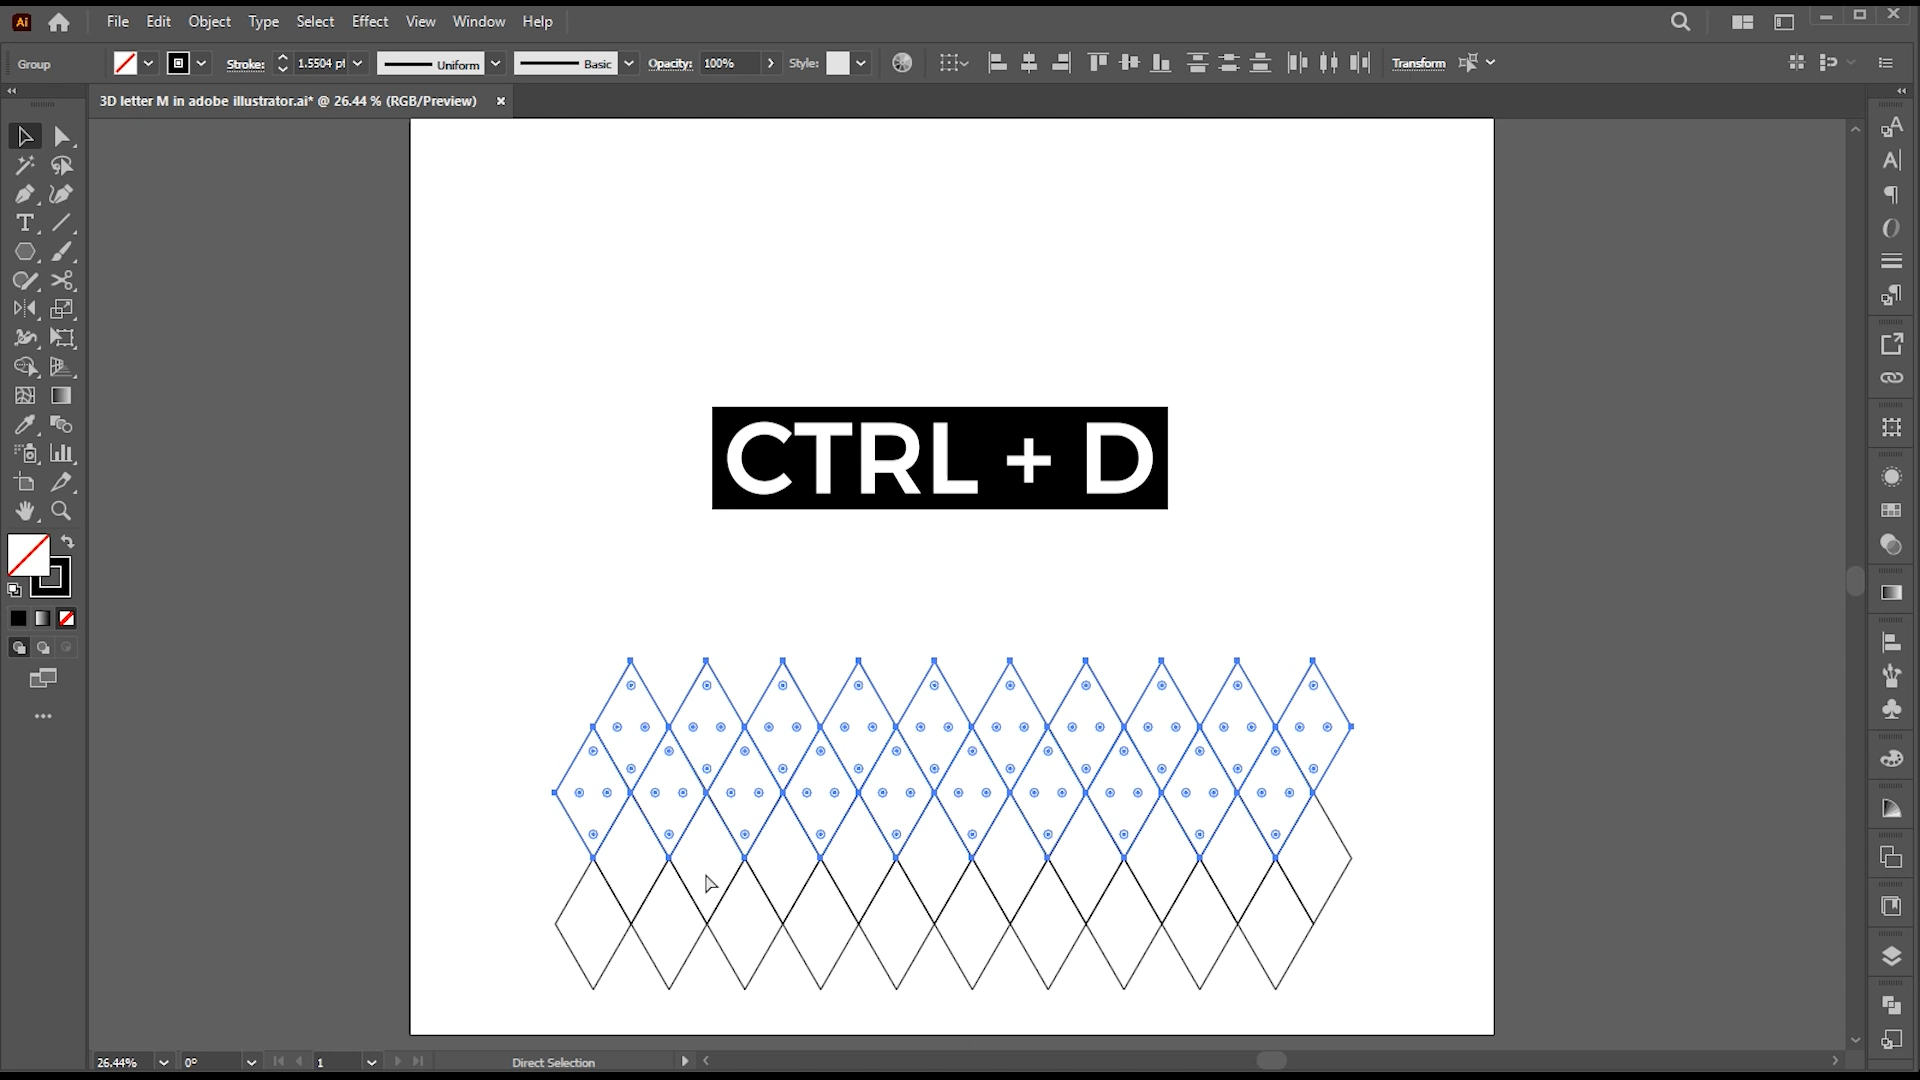 Ai File Edit Object Type Select Effect View Window Help
Group Stroke: 1.5504 pt Uniform Basic Opacity: 100% Style: Transform
3D letter M in adobe illustrator.ai* @ 26.44 % (RGB/Preview)
CTRL + D
26.44% 0° 1 Direct Selection